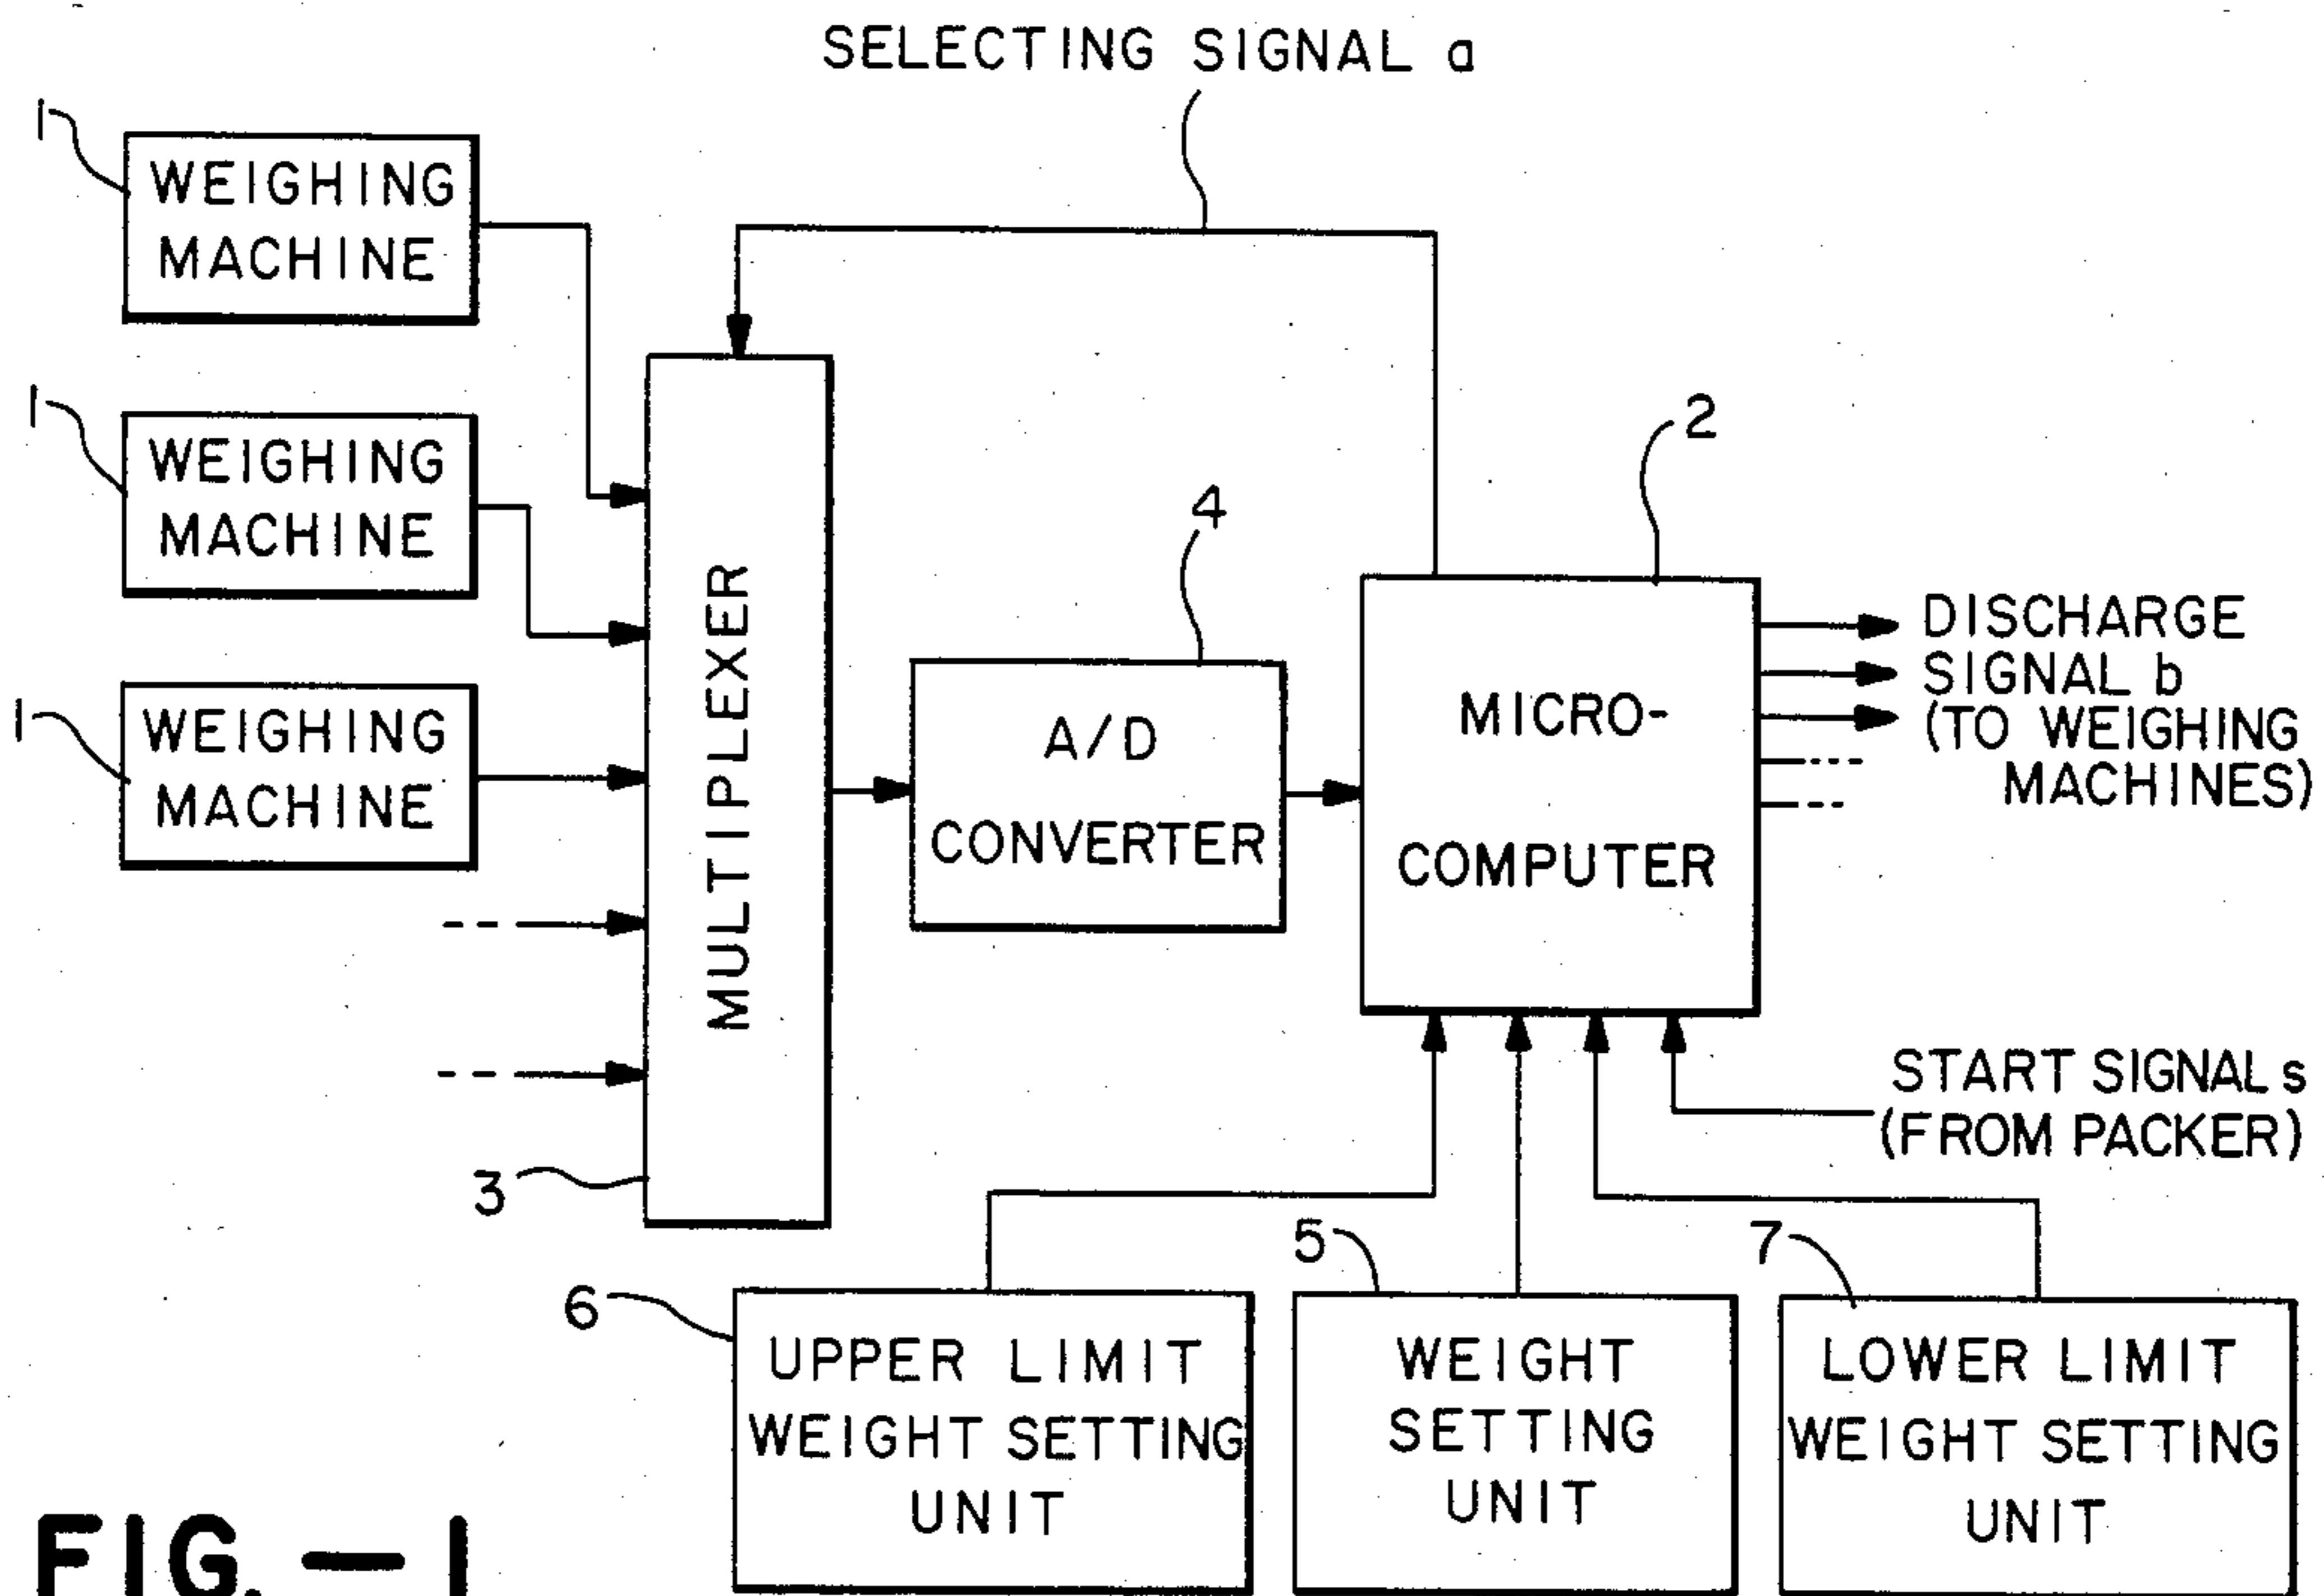 SELECTING SIGNAL a
1
WEIGHING
MACHINE
1
WEIGHING
MACHINE
1
WEIGHING
MACHINE
MULTIPLEXER
3
4
A/D
CONVERTER
2
MICRO-
COMPUTER
DISCHARGE
SIGNAL b
(TO WEIGHING
MACHINES)
START SIGNAL s
(FROM PACKER)
6
UPPER LIMIT
WEIGHT SETTING
UNIT
5
WEIGHT
SETTING
UNIT
7
LOWER LIMIT
WEIGHT SETTING
UNIT
FIG. — 1